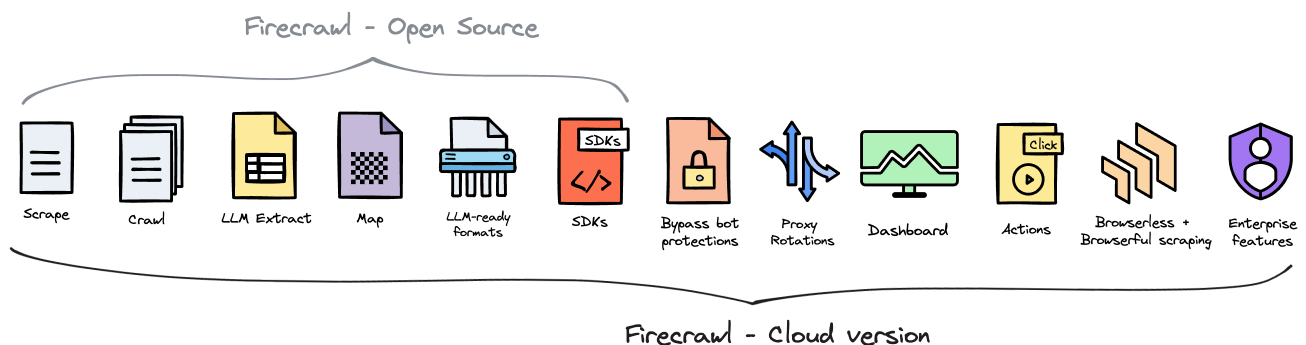 Firecrawl - Open Source
SDKs
Click
Scrape
Crawl
LLM Extract
Map
LLM-ready
formats
SDKs
Bypass bot
protections
Proxy
Rotations
Dashboard
Actions
Browserless +
Browserful scraping
Enterprise
features
Firecrawl - Cloud version